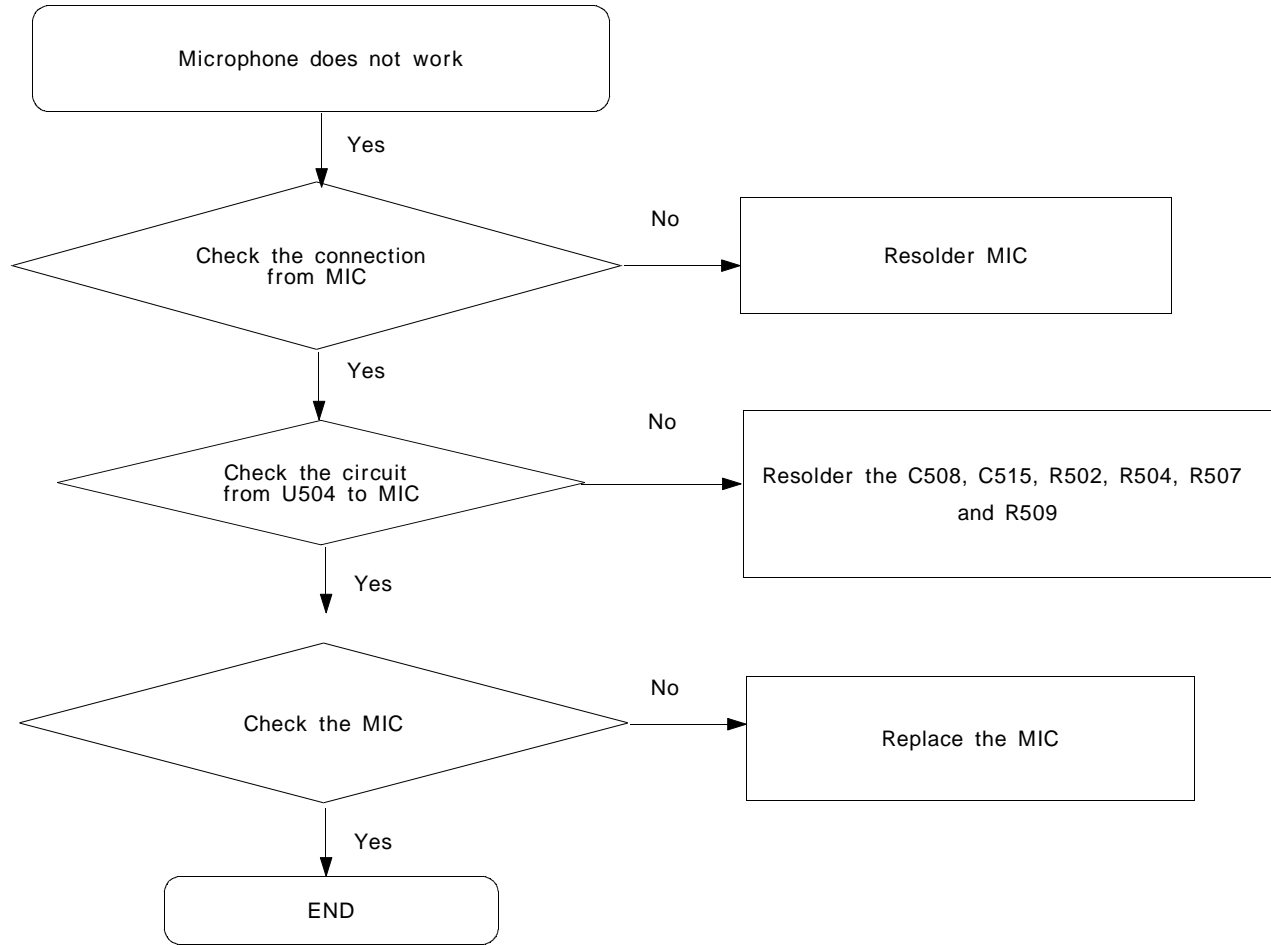 Microphone does not work
Yes
Check the connection
from MIC
No
Resolder MIC
Yes
Check the circuit
from U504 to MIC
No
Resolder the C508, C515, R502, R504, R507
and R509
Yes
Check the MIC
No
Replace the MIC
Yes
END